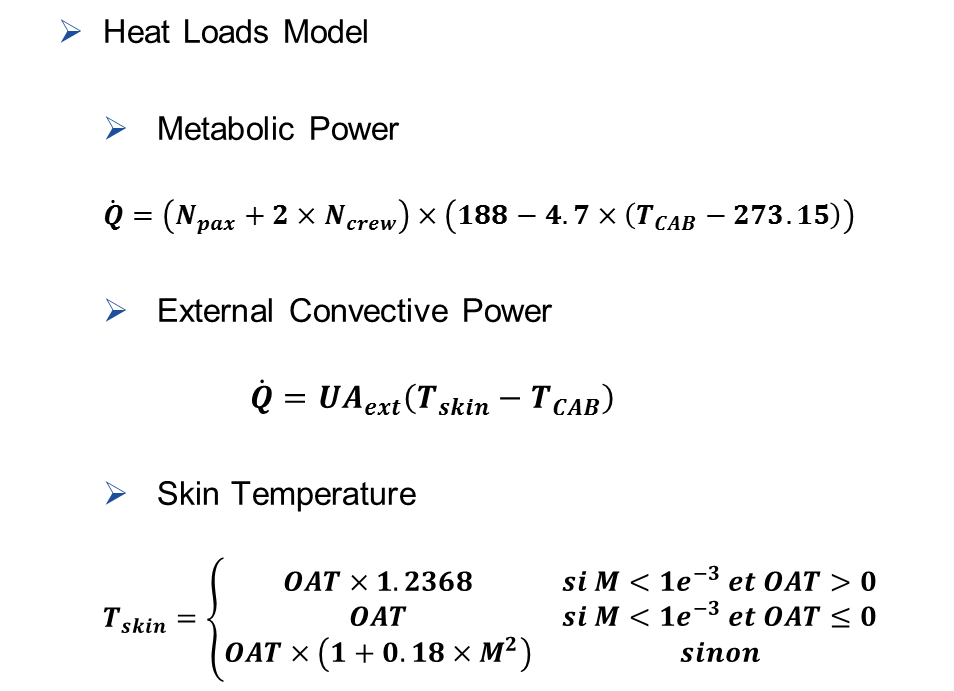 Heat Loads Model
Metabolic Power
Q̇ = (N_pax + 2 × N_crew) × (188 − 4.7 × (T_CAB − 273.15))
External Convective Power
Q̇ = UA_ext(T_skin − T_CAB)
Skin Temperature
T_skin = { OAT × 1.2368 si M < 1e⁻³ et OAT > 0
OAT si M < 1e⁻³ et OAT ≤ 0
OAT × (1 + 0.18 × M²) sinon